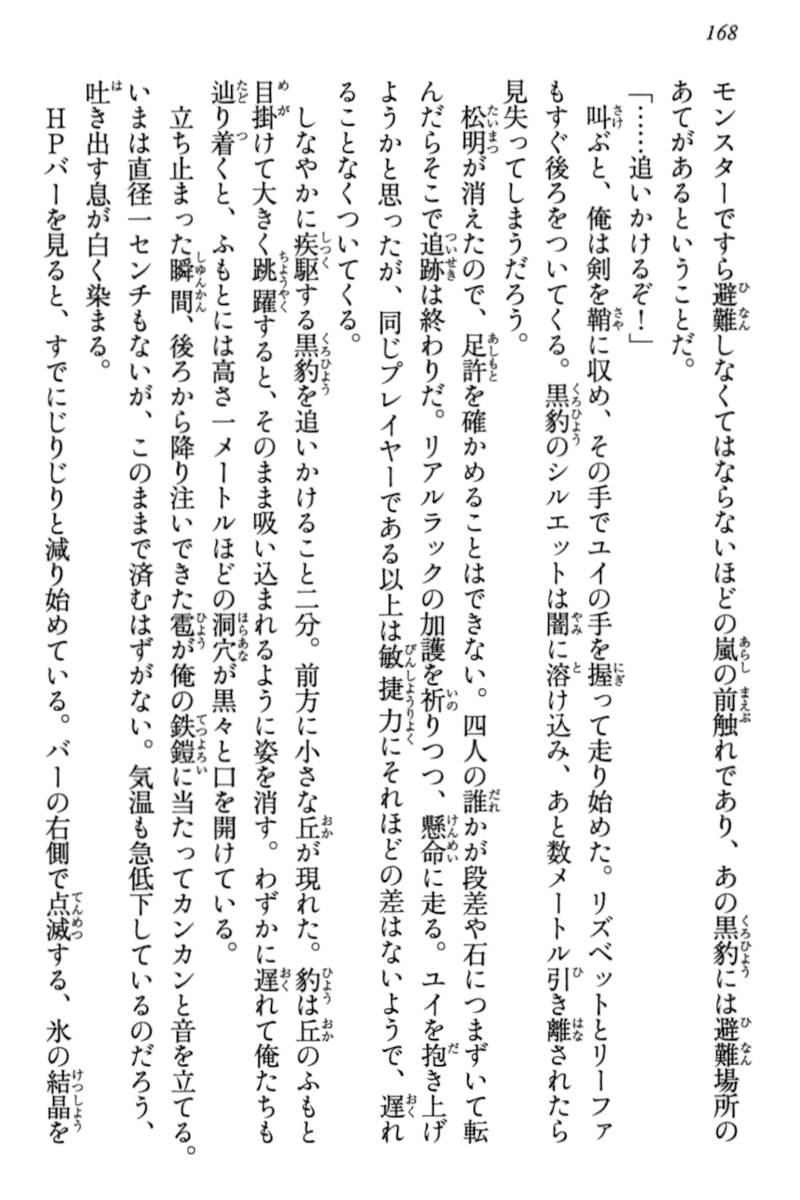 168
モンスターですら避難しなくてはならないほどの嵐の前触れであり、あの黒豹には避難場所の
あてがあるということだ。
「……追いかけるぞ！」
叫ぶと、俺は剣を鞘に収め、その手でユイの手を握って走り始めた。リズベットとリーファ
もすぐ後ろをついてくる。黒豹のシルエットは闇に溶け込み、あと数メートル引き離されたら
見失ってしまうだろう。
松明が消えたので、足許を確かめることはできない。四人の誰かが段差や石につまずいて転
んだらそこで追跡は終わりだ。リアルラックの加護を祈りつつ、懸命に走る。ユイを抱き上げ
ようかと思ったが、同じプレイヤーである以上は敏捷力にそれほどの差はないようで、遅れ
ることなくついてくる。
しなやかに疾駆する黒豹を追いかけること二分。前方に小さな丘が現れた。豹は丘のふもと
目掛けて大きく跳躍すると、そのまま吸い込まれるように姿を消す。わずかに遅れて俺たちも
辿り着くと、ふもとには高さ一メートルほどの洞穴が黒々と口を開けている。
立ち止まった瞬間、後ろから降り注いできた雹が俺の鉄鎧に当たってカンカンと音を立てる。
いまは直径一センチもないが、このままで済むはずがない。気温も急低下しているのだろう、
吐き出す息が白く染まる。
HPバーを見ると、すでにじりじりと減り始めている。バーの右側で点滅する、氷の結晶を